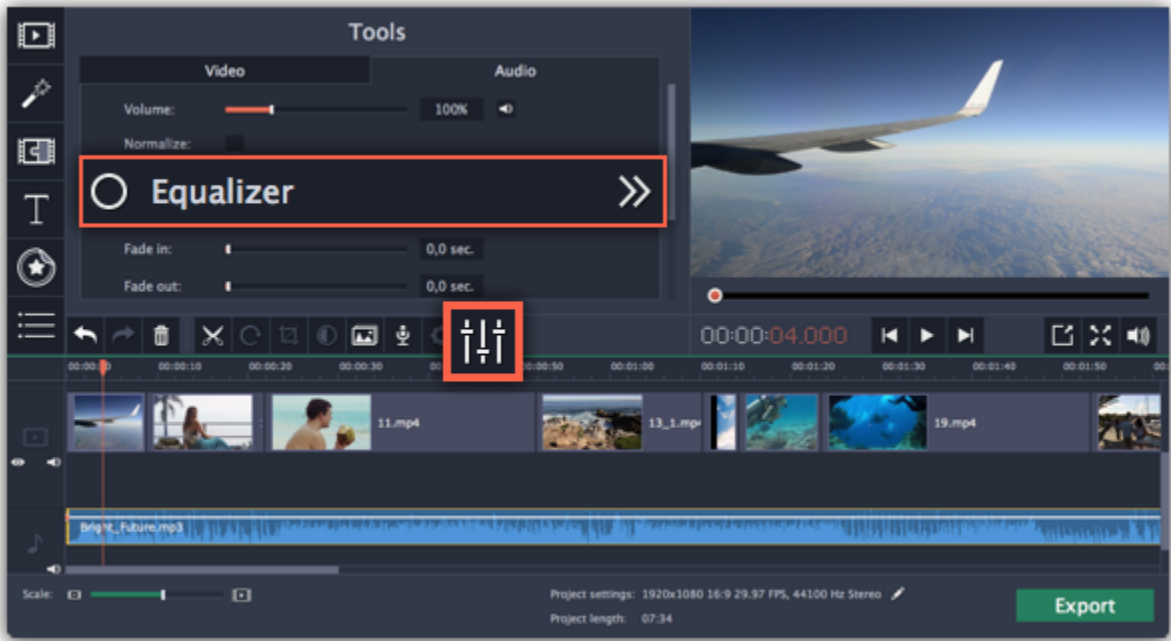 Tools
Video Audio
Volume: 100%
Normalize:
Equalizer
Fade in: 0,0 sec.
Fade out: 0,0 sec.
T
00:00:04.000
00:00:10 00:00:20 00:00:30 00:00:50 00:01:00 00:01:10 00:01:20 00:01:30 00:01:40 00:01:50
11.mp4 13_1.mp4 19.mp4
Bright_Future.mp3
Scale:
Project settings: 1920x1080 16:9 29.97 FPS, 44100 Hz Stereo
Project length: 07:34
Export